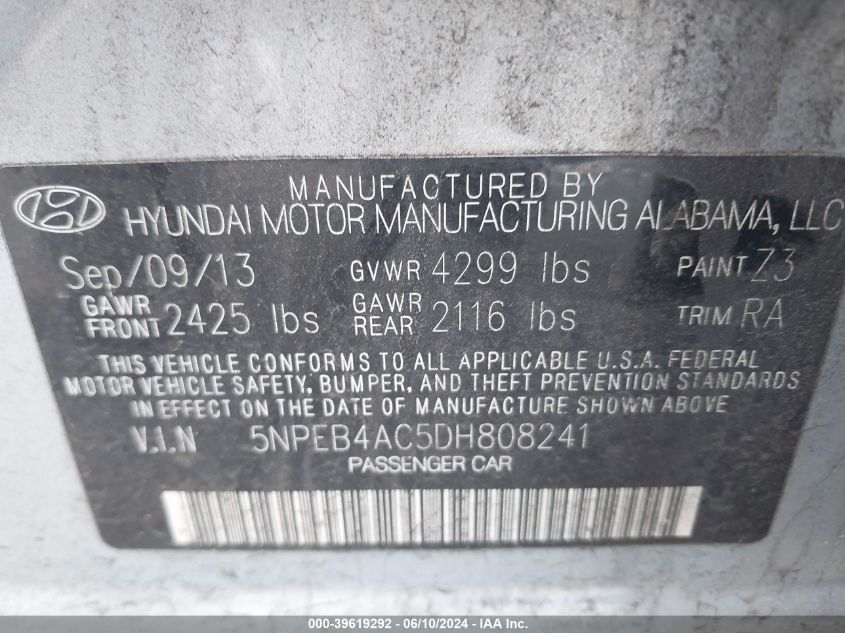 MANUFACTURED BY
HYUNDAI MOTOR MANUFACTURING ALABAMA, LLC
Sep/09/13 GVWR 4299 lbs PAINT Z3
GAWR FRONT 2425 lbs GAWR REAR 2116 lbs TRIM RA
THIS VEHICLE CONFORMS TO ALL APPLICABLE U.S.A. FEDERAL
MOTOR VEHICLE SAFETY, BUMPER, AND THEFT PREVENTION STANDARDS
IN EFFECT ON THE DATE OF MANUFACTURE SHOWN ABOVE
V.I.N 5NPEB4AC5DH808241
PASSENGER CAR
000-39619292 - 06/10/2024 - IAA Inc.